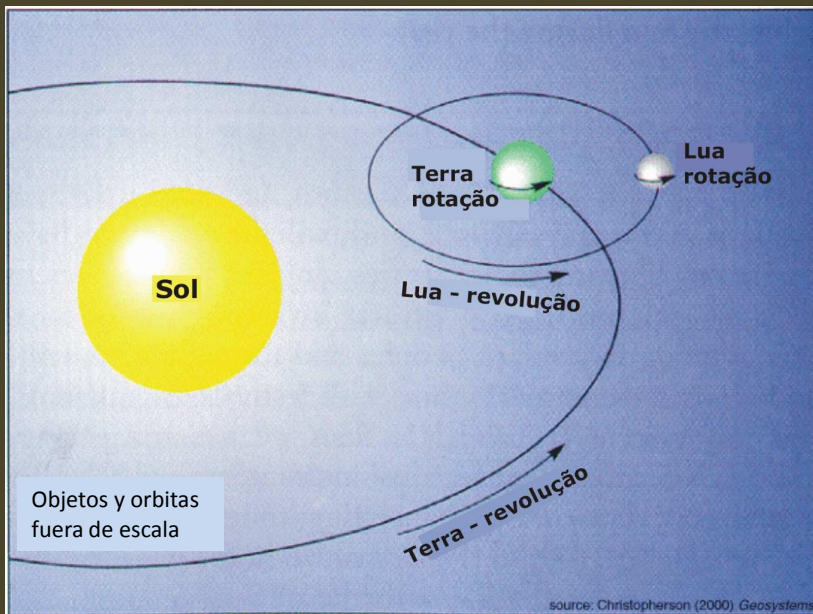 Lua
rotação
Terra
rotação
Sol
Lua - revolução
Terra - revolução
Objetos y orbitas
fuera de escala
source: Christopherson (2000) Geosystems